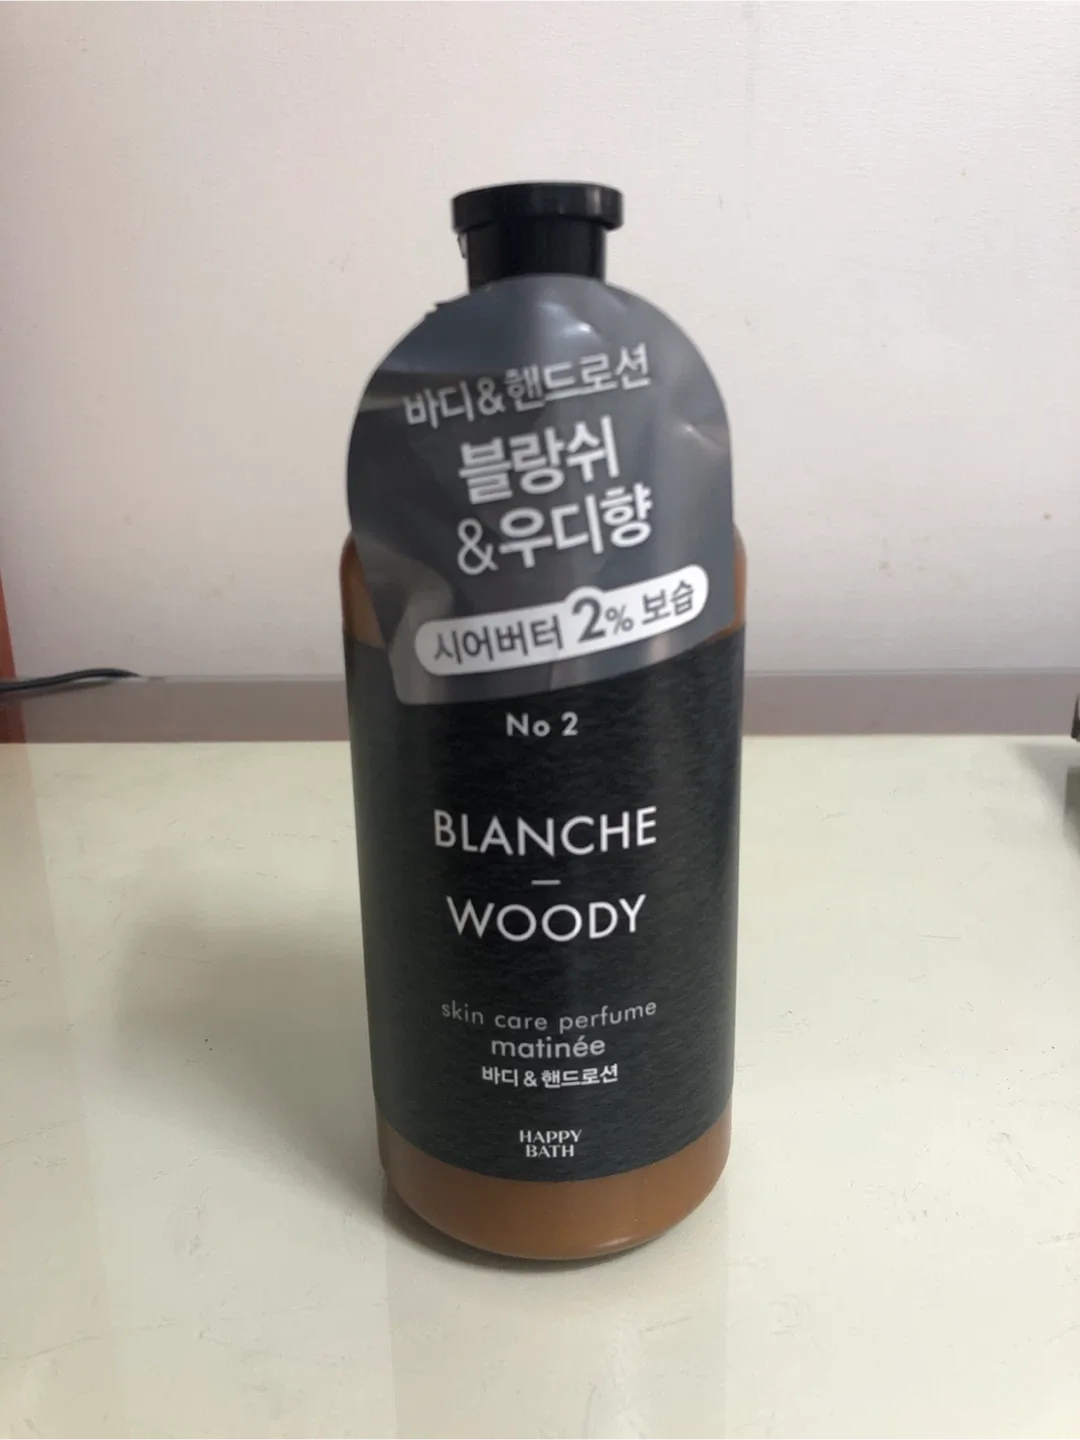 바디&핸드로션
블랑쉬
&우디향
시어버터 2% 보습
No 2
BLANCHE
–
WOODY
skin care perfume
matinée
바디 & 핸드로션
HAPPY
BATH